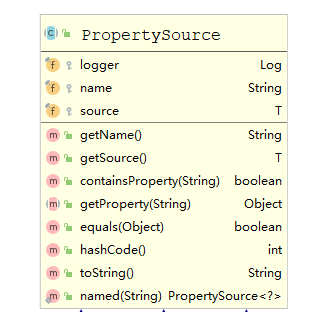 PropertySource
logger Log
name String
source T
getName() String
getSource() T
containsProperty(String) boolean
getProperty(String) Object
equals(Object) boolean
hashCode() int
toString() String
named(String) PropertySource<?>